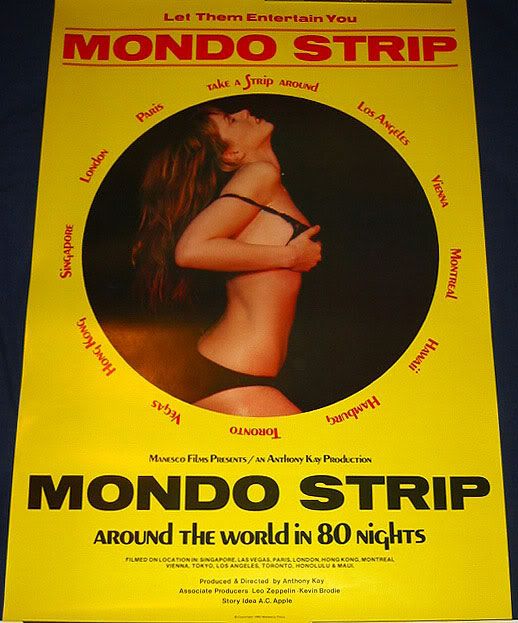 Let Them Entertain You
MONDO STRIP
TAKE A STRIP AROUND
Los Angeles
Vienna
Montreal
Hawaii
Hamburg
Toronto
Vegas
Hong Kong
Singapore
London
Paris
Manesco Films Presents / an Anthony Kay Production
MONDO STRIP
AROUND THE WORLD IN 80 NIGHTS
FILMED ON LOCATION IN SINGAPORE, LAS VEGAS, PARIS, LONDON, HONG KONG, MONTREAL
VIENNA, TOKYO, LOS ANGELES, TORONTO, HONOLULU & MAUI.
Produced & Directed by Anthony Kay
Associate Producers Leo Zeppelin · Kevin Brodie
Story Idea A.C. Apple